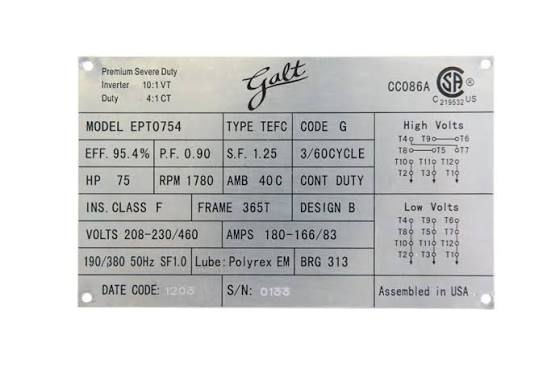 Premium Severe Duty
Inverter 10:1 VT
Duty 4:1 CT
Galt
CC086A
CSA
C 219532 US
MODEL EPT0754
TYPE TEFC
CODE G
EFF. 95.4%
P.F. 0.90
S.F. 1.25
3/60CYCLE
HP 75
RPM 1780
AMB 40C
CONT DUTY
INS. CLASS F
FRAME 365T
DESIGN B
VOLTS 208-230/460
AMPS 180-166/83
190/380 50Hz SF1.0
Lube: Polyrex EM
BRG 313
DATE CODE: 1203
S/N: 0133
High Volts
T4 T9 T6
T8 T5 T7
T10 T11 T12
T2 T3 T1
Low Volts
T4 T9 T6
T8 T5 T7
T10 T11 T12
T2 T3 T1
Assembled in USA